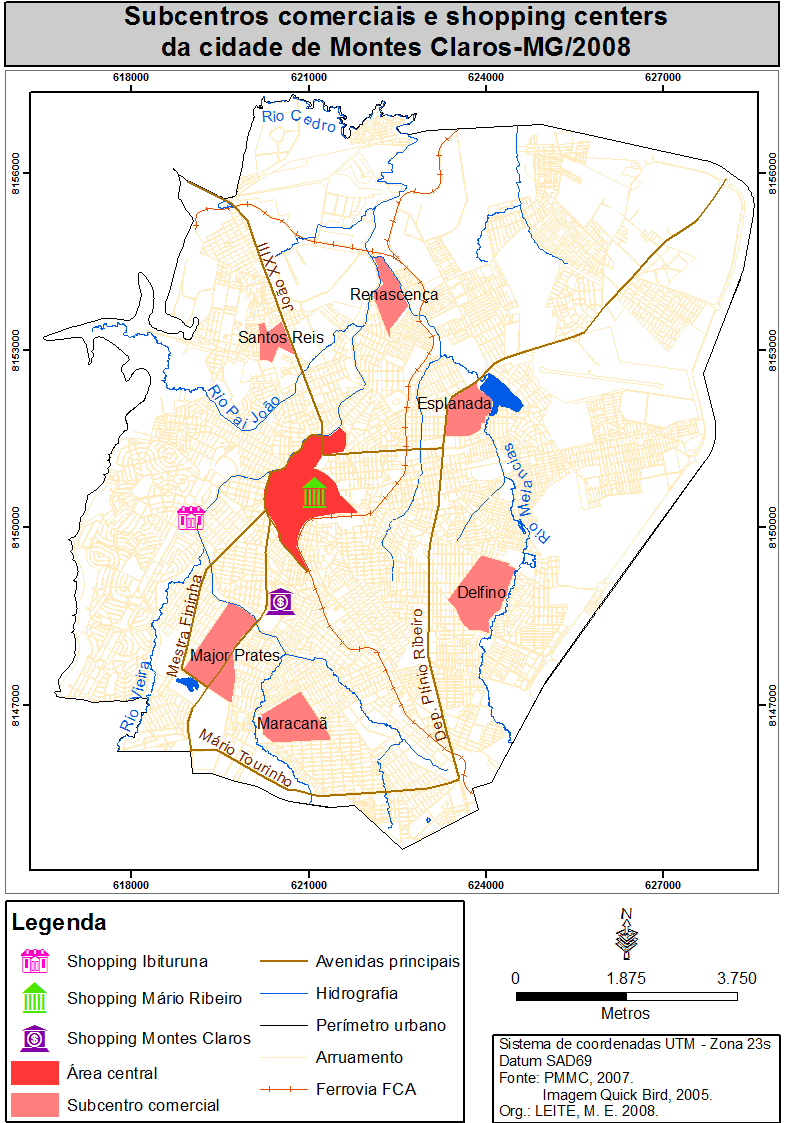 Subcentros comerciais e shopping centers
da cidade de Montes Claros-MG/2008
618000 621000 624000 627000
8156000 8156000
8153000 8153000
8150000 8150000
8147000 8147000
Rio Cedro
João XXIII
Renascença
Santos Reis
Rio Pai João
Esplanada
Rio Melancias
Delfino
Mestra Fininha
Major Prates
Dep. Plínio Ribeiro
Rio Vieira
Maracanã
Mário Tourinho
618000 621000 624000 627000
Legenda
Shopping Ibituruna
Shopping Mário Ribeiro
Shopping Montes Claros
Área central
Subcentro comercial
Avenidas principais
Hidrografia
Perímetro urbano
Arruamento
Ferrovia FCA
N
0 1.875 3.750
Metros
Sistema de coordenadas UTM - Zona 23s
Datum SAD69
Fonte: PMMC, 2007.
Imagem Quick Bird, 2005.
Org.: LEITE, M. E. 2008.